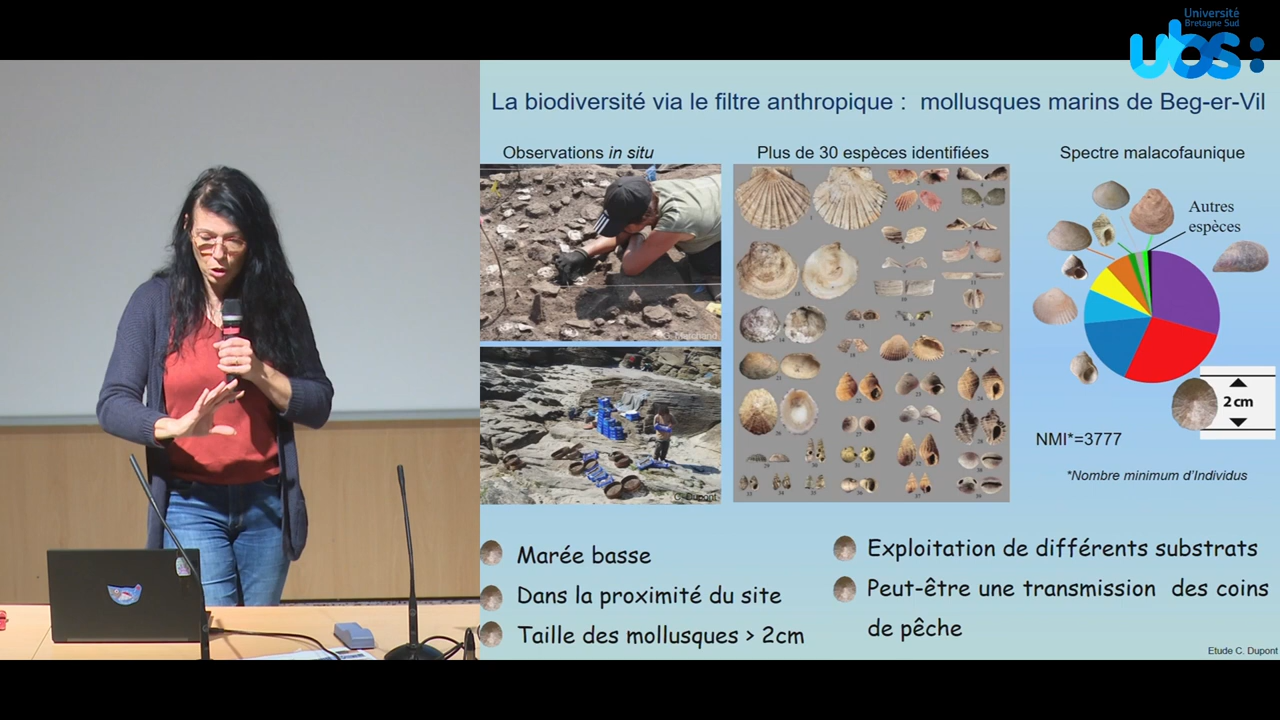 Université
Bretagne Sud
ubs:
La biodiversité via le filtre anthropique : mollusques marins de Beg-er-Vil
Observations in situ
Plus de 30 espèces identifiées
Spectre malacofaunique
Autres
espèces
2 cm
NMI*=3777
*Nombre minimum d'Individus
C. Dupont
Marée basse
Dans la proximité du site
Taille des mollusques > 2cm
Exploitation de différents substrats
Peut-être une transmission des coins
de pêche
Etude C. Dupont